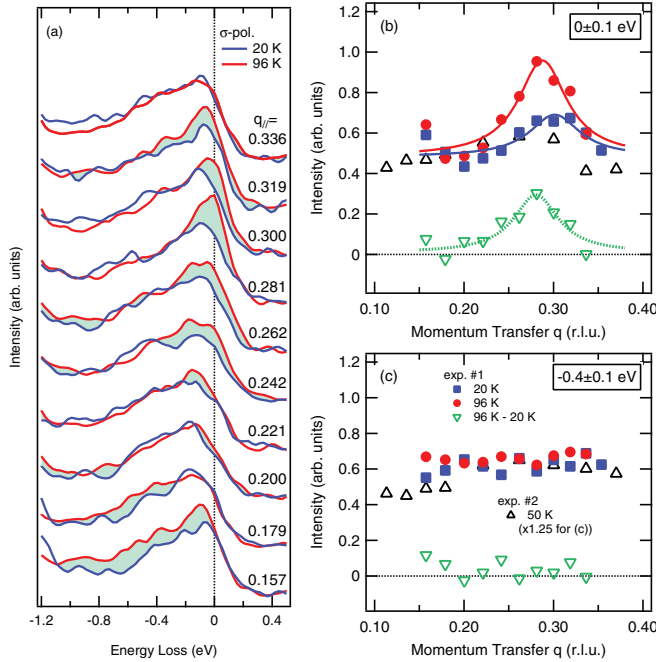 (a)
σ-pol.
20 K
96 K
q//=
0.336
0.319
0.300
0.281
0.262
0.242
0.221
0.200
0.179
0.157
Intensity (arb. units)
-1.2
-0.8
-0.4
0
0.4
Energy Loss (eV)
(b)
0±0.1 eV
1.4
1.2
1.0
0.8
0.6
0.4
0.2
0
Intensity (arb. units)
0.10
0.20
0.30
0.40
Momentum Transfer q (r.l.u.)
(c)
-0.4±0.1 eV
exp. #1
20 K
96 K
96 K - 20 K
exp. #2
50 K
(x1.25 for (c))
1.4
1.2
1.0
0.8
0.6
0.4
0.2
0
Intensity (arb. units)
0.10
0.20
0.30
0.40
Momentum Transfer q (r.l.u.)